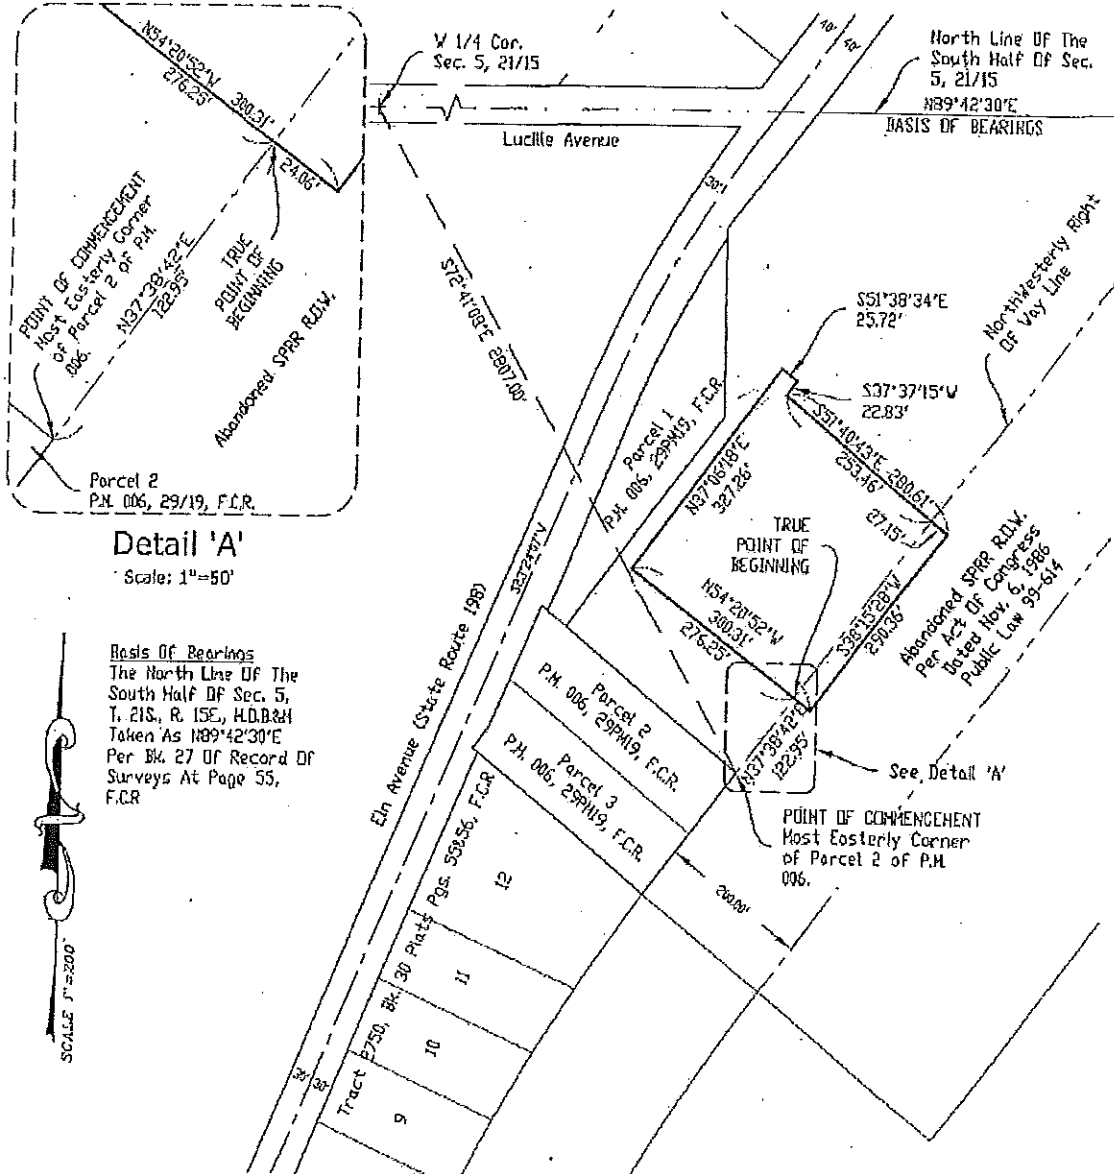 N54°20'52"W
276.25'
300.31'
24.06'
POINT OF COMMENCEMENT
Most Easterly Corner
of Parcel 2 of P.M.
006.
N37°38'42"E
122.95'
TRUE
POINT OF
BEGINNING
Abandoned SPRR R.O.W.
Parcel 2
P.M. 006, 29/19, F.C.R.
Detail 'A'
Scale: 1"=50'
W 1/4 Cor.
Sec. 5, 21/15
Lucille Avenue
40' 40'
North Line Of The
South Half Of Sec.
5, 21/15
N89°42'30"E
BASIS OF BEARINGS
30'
S72°41'09"E 2807.00'
NorthWesterly Right
Of Way Line
S51°38'34"E
25.72'
S37°37'15"W
22.83'
S51°40'43"E 280.61'
253.46'
27.15'
Parcel 1
P.M. 006, 29PM19, F.C.R.
N37°06'18"E
327.26'
TRUE
POINT OF
BEGINNING
N54°20'52"W
300.31'
276.25'
S38°15'28"W
290.36'
Abandoned SPRR R.O.W.
Per Act Of Congress
Dated Nov. 6, 1986
Public Law 99-614
Basis Of Bearings
The North Line Of The
South Half Of Sec. 5,
T. 21S., R. 15E., M.D.B.&M
Taken As N89°42'30"E
Per Bk. 27 Of Record Of
Surveys At Page 55,
F.C.R
SCALE 1"=200'
Elm Avenue (State Route 198)
Parcel 2
P.M. 006, 29PM19, F.C.R.
Parcel 3
P.M. 006, 29PM19, F.C.R.
N37°38'42"E
122.95'
See Detail 'A'
POINT OF COMMENCEMENT
Most Easterly Corner
of Parcel 2 of P.M.
006.
200.00'
Tract 2750, Bk. 30 Plats Pgs. 55&56, F.C.R
12
11
10
9
30' 30'